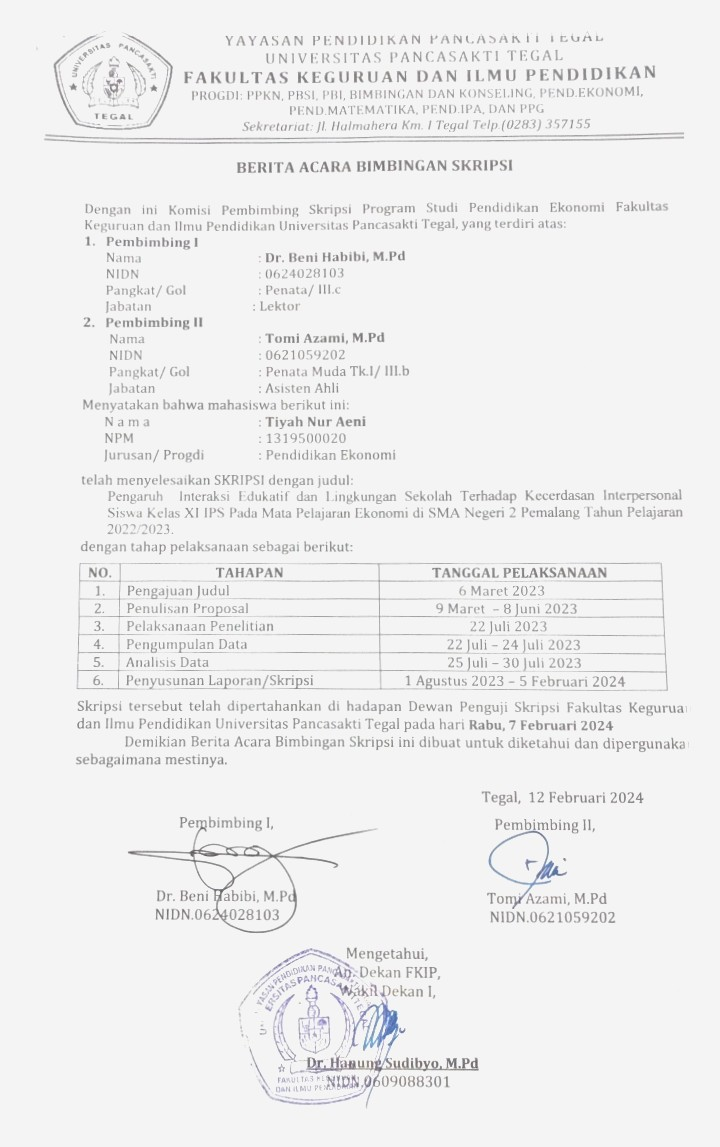 YAYASAN PENDIDIKAN PANCASAKTI TEGAL
UNIVERSITAS PANCASAKTI TEGAL
FAKULTAS KEGURUAN DAN ILMU PENDIDIKAN
PROGDI: PPKN, PBSI, PBI, BIMBINGAN DAN KONSELING, PEND.EKONOMI,
PEND.MATEMATIKA, PEND.IPA, DAN PPG
Sekretariat: Jl. Halmahera Km. 1 Tegal Telp.(0283) 357155
UNIVERSITAS PANCASAKTI
TEGAL
BERITA ACARA BIMBINGAN SKRIPSI
Dengan ini Komisi Pembimbing Skripsi Program Studi Pendidikan Ekonomi Fakultas
Keguruan dan Ilmu Pendidikan Universitas Pancasakti Tegal, yang terdiri atas:
1. Pembimbing I
Nama : Dr. Beni Habibi, M.Pd
NIDN : 0624028103
Pangkat/ Gol : Penata/ III.c
Jabatan : Lektor
2. Pembimbing II
Nama : Tomi Azami, M.Pd
NIDN : 0621059202
Pangkat/ Gol : Penata Muda Tk.I/ III.b
Jabatan : Asisten Ahli
Menyatakan bahwa mahasiswa berikut ini:
N a m a : Tiyah Nur Aeni
NPM : 1319500020
Jurusan/ Progdi : Pendidikan Ekonomi
telah menyelesaikan SKRIPSI dengan judul:
Pengaruh Interaksi Edukatif dan Lingkungan Sekolah Terhadap Kecerdasan Interpersonal
Siswa Kelas XI IPS Pada Mata Pelajaran Ekonomi di SMA Negeri 2 Pemalang Tahun Pelajaran
2022/2023.
dengan tahap pelaksanaan sebagai berikut:
NO. TAHAPAN TANGGAL PELAKSANAAN
1. Pengajuan Judul 6 Maret 2023
2. Penulisan Proposal 9 Maret – 8 Juni 2023
3. Pelaksanaan Penelitian 22 Juli 2023
4. Pengumpulan Data 22 Juli – 24 Juli 2023
5. Analisis Data 25 Juli – 30 Juli 2023
6. Penyusunan Laporan/Skripsi 1 Agustus 2023 – 5 Februari 2024
Skripsi tersebut telah dipertahankan di hadapan Dewan Penguji Skripsi Fakultas Kegurua
dan Ilmu Pendidikan Universitas Pancasakti Tegal pada hari Rabu, 7 Februari 2024
Demikian Berita Acara Bimbingan Skripsi ini dibuat untuk diketahui dan dipergunaka
sebagaimana mestinya.
Tegal, 12 Februari 2024
Pembimbing I,
Dr. Beni Habibi, M.Pd
NIDN.0624028103
Pembimbing II,
Tomi Azami, M.Pd
NIDN.0621059202
Mengetahui,
An. Dekan FKIP,
Wakil Dekan I,
Dr. Hanung Sudibyo, M.Pd
NIDN.0609088301